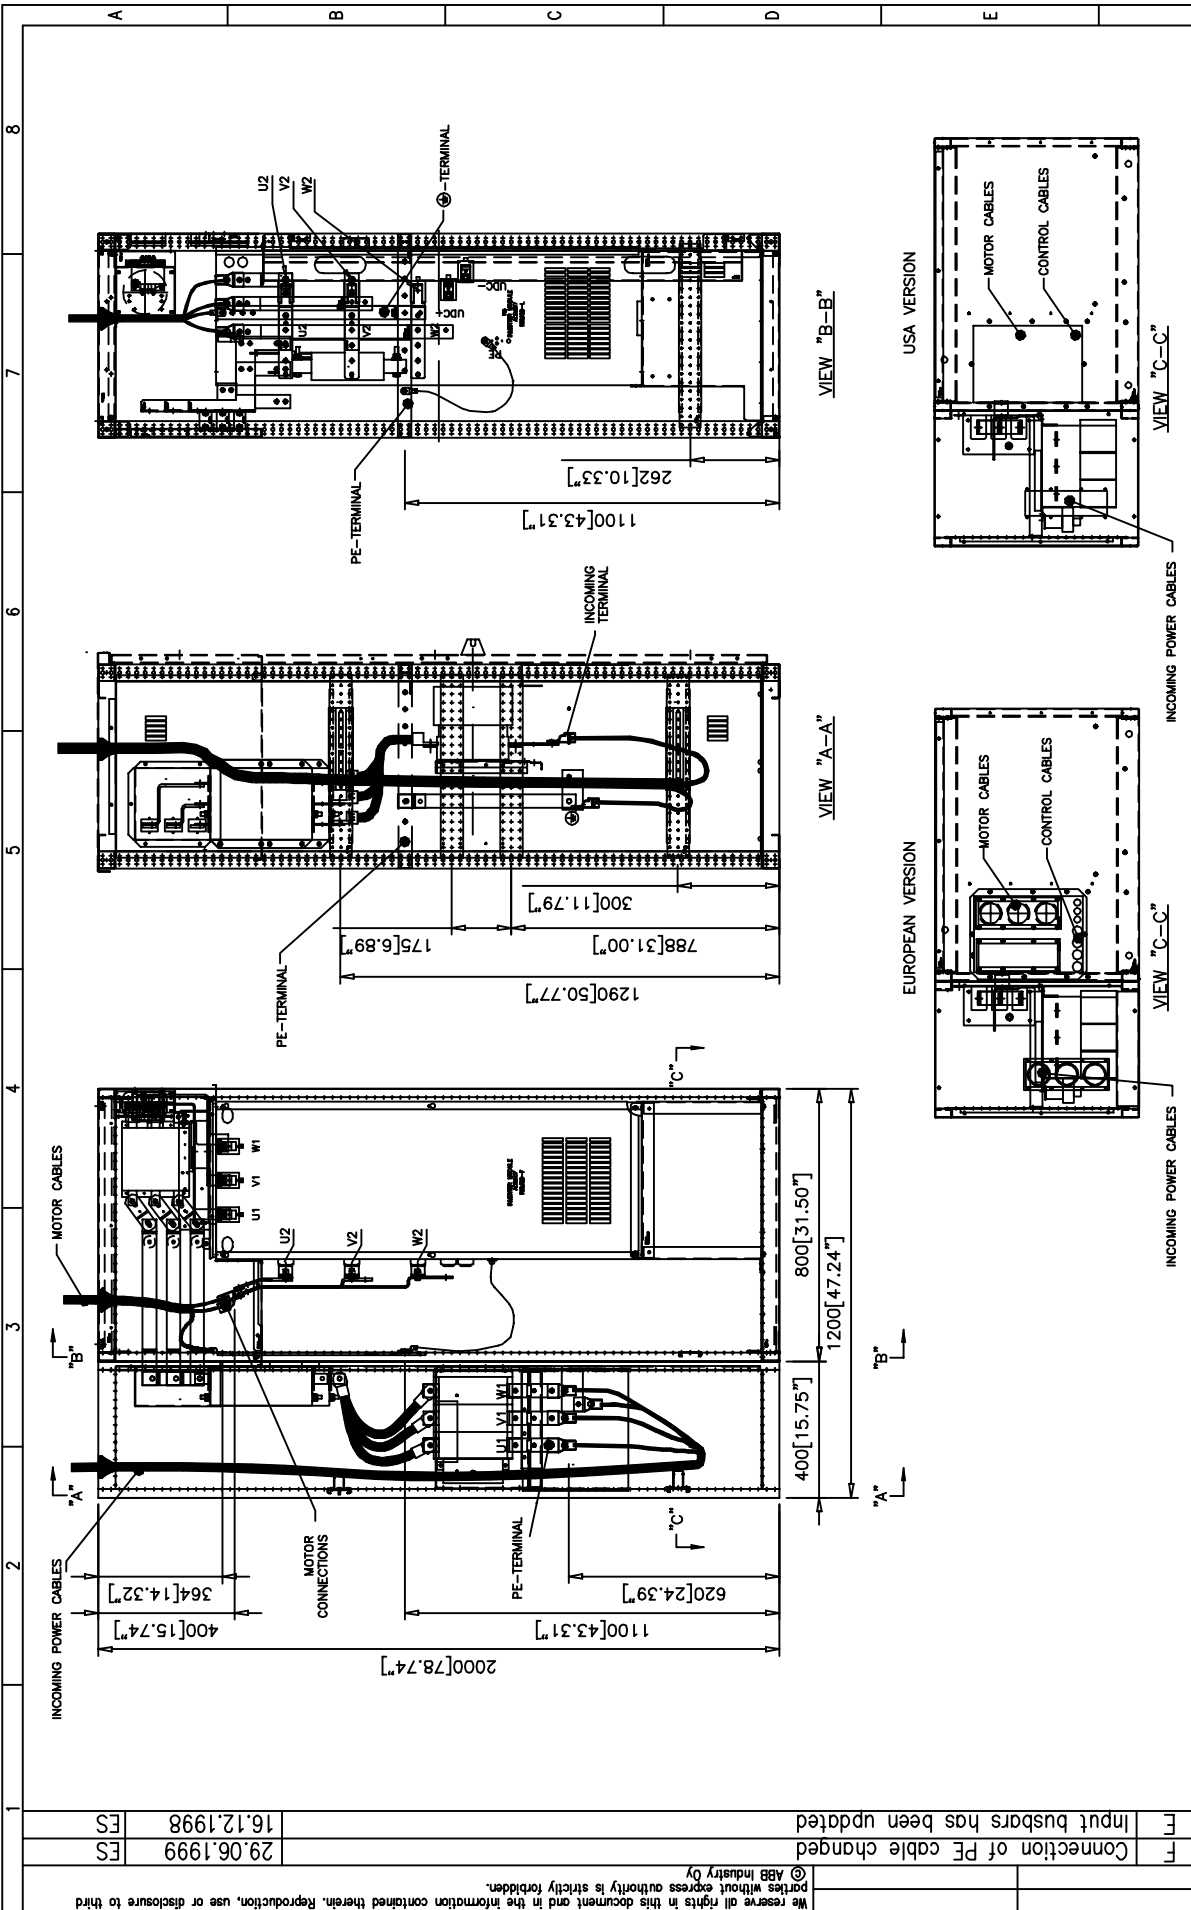 A
B
C
D
E
8
7
6
5
4
3
2
1
U2
V2
W2
-TERMINAL
U2
V2
W2
UDC+
UDC-
PE
PE-TERMINAL
262[10.33"]
1100[43.31"]
VIEW "B-B"
USA VERSION
MOTOR CABLES
CONTROL CABLES
VIEW "C-C"
INCOMING POWER CABLES
INCOMING
TERMINAL
PE-TERMINAL
300[11.79"]
175[6.89"]
788[31.00"]
1290[50.77"]
VIEW "A-A"
EUROPEAN VERSION
MOTOR CABLES
CONTROL CABLES
VIEW "C-C"
INCOMING POWER CABLES
MOTOR CABLES
W1
V1
U1
U2
V2
W2
"B"
"B"
"C"
"C"
"A"
"A"
W1
V1
U1
800[31.50"]
1200[47.24"]
400[15.75"]
INCOMING POWER CABLES
MOTOR
CONNECTIONS
PE-TERMINAL
364[14.32"]
400[15.74"]
620[24.39"]
1100[43.31"]
2000[78.74"]
E
Input busbars has been updated
16.12.1998
ES
F
Connection of PE cable changed
29.06.1999
ES
We reserve all rights in this document and in the information contained therein. Reproduction, use or disclosure to third
parties without express authority is strictly forbidden.
© ABB Industry Oy